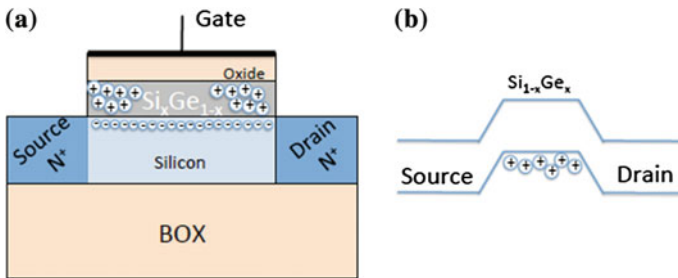 (a)
Gate
Oxide
SixGe1-x
Source
N+
Silicon
Drain
N+
BOX
(b)
Si1-xGex
Source
Drain